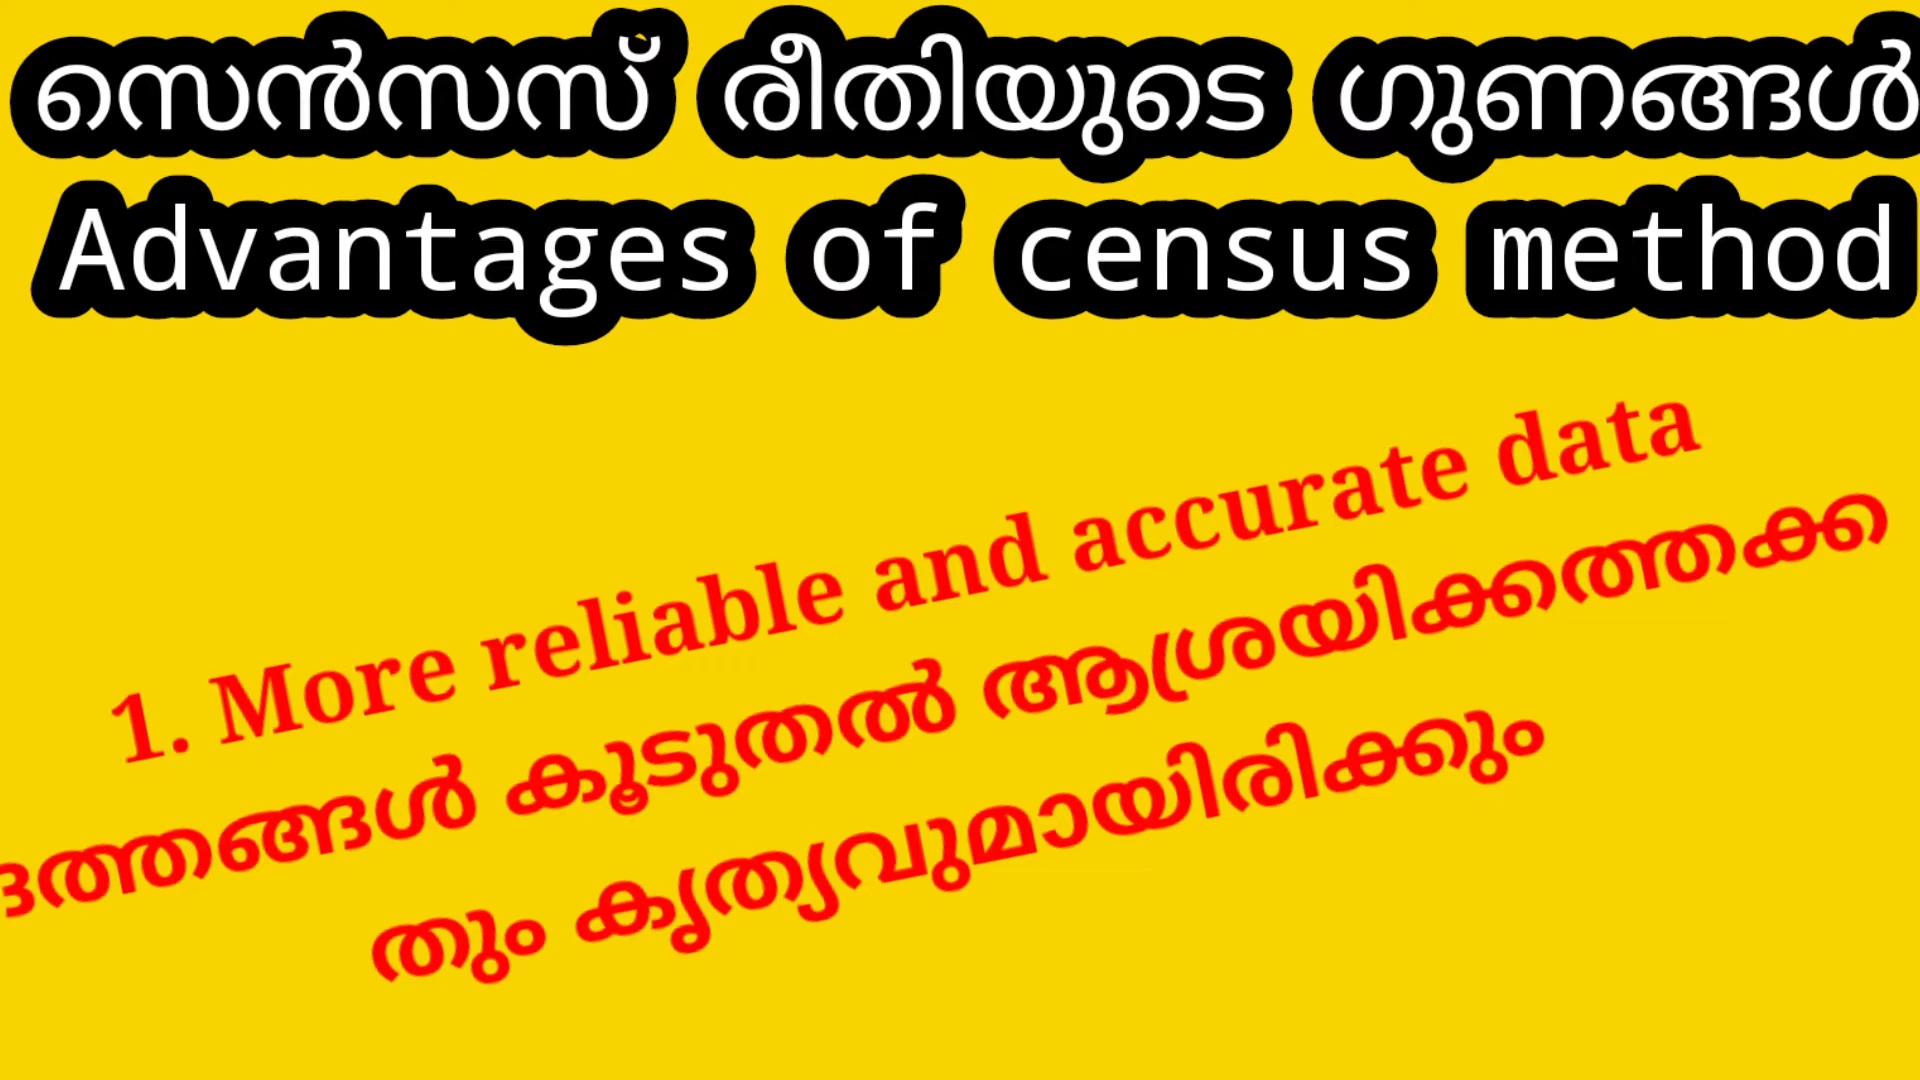 സെൻസസ് രീതിയുടെ ഗുണങ്ങൾ
Advantages of census method
1. More reliable and accurate data
ദത്തങ്ങൾ കൂടുതൽ ആശ്രയിക്കത്തക്ക
തും കൃത്യവുമായിരിക്കും